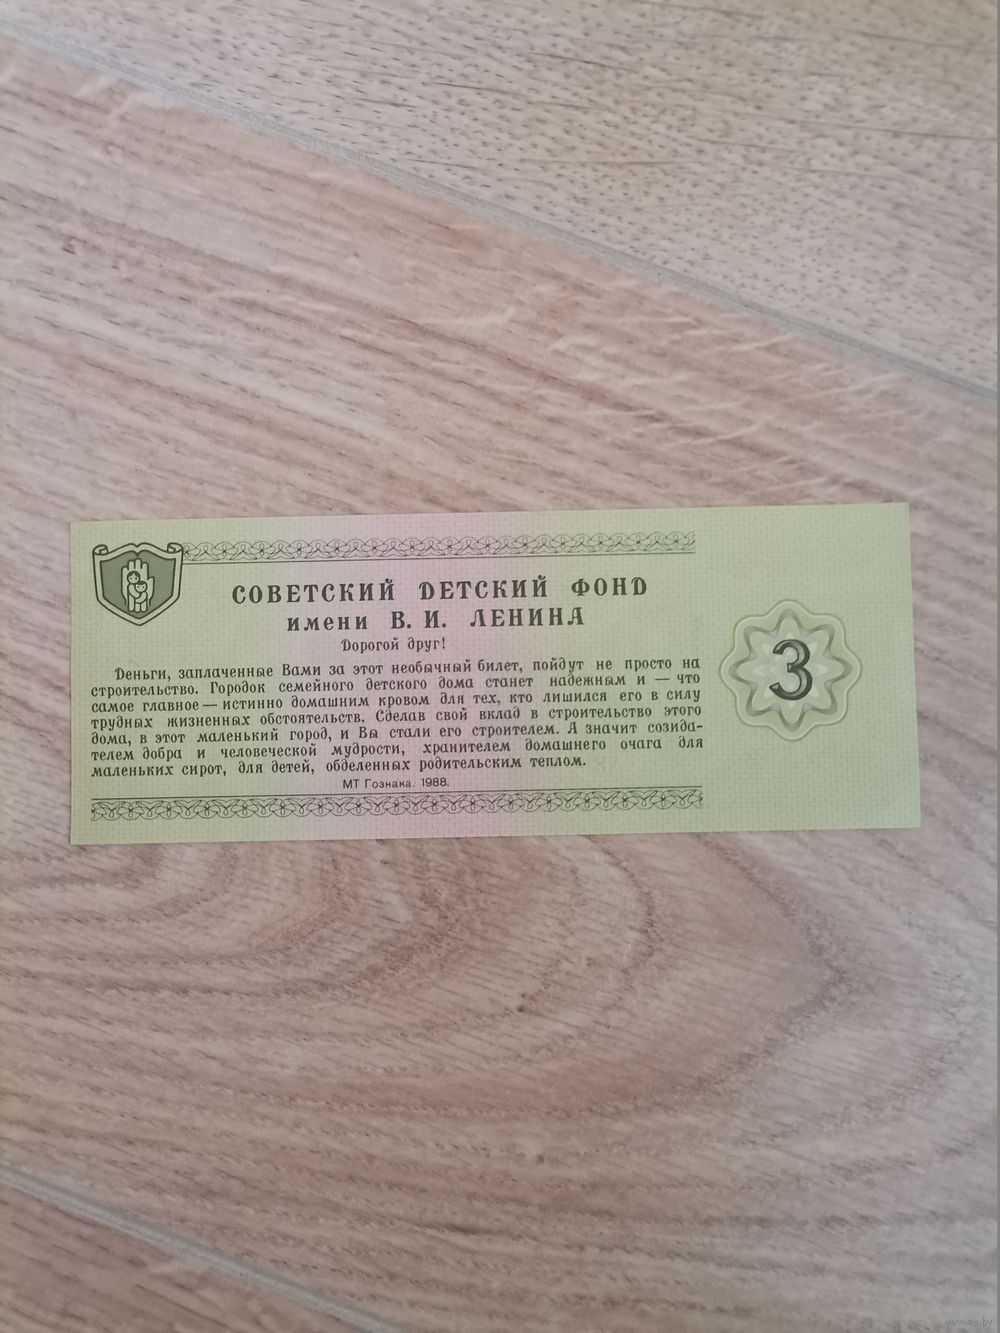 СОВЕТСКИЙ ДЕТСКИЙ ФОНД
имени В. И. ЛЕНИНА
Дорогой друг!
Деньги, заплаченные Вами за этот необычный билет, пойдут не просто на
строительство. Городок семейного детского дома станет надежным и — что
самое главное — истинно домашним кровом для тех, кто лишился его в силу
трудных жизненных обстоятельств. Сделав свой вклад в строительство этого
дома, в этот маленький город, и Вы стали его строителем. А значит созида-
телем добра и человеческой мудрости, хранителем домашнего очага для
маленьких сирот, для детей, обделенных родительским теплом.
МТ Гознака. 1988.
3
www.ay.by